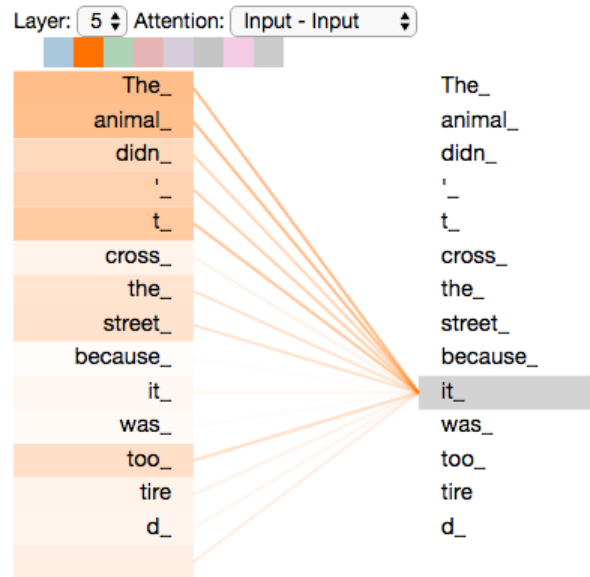 Layer: 5 Attention: Input - Input
The_ The_
animal_ animal_
didn_ didn_
'_ '_
t_ t_
cross_ cross_
the_ the_
street_ street_
because_ because_
it_ it_
was_ was_
too_ too_
tire tire
d_ d_